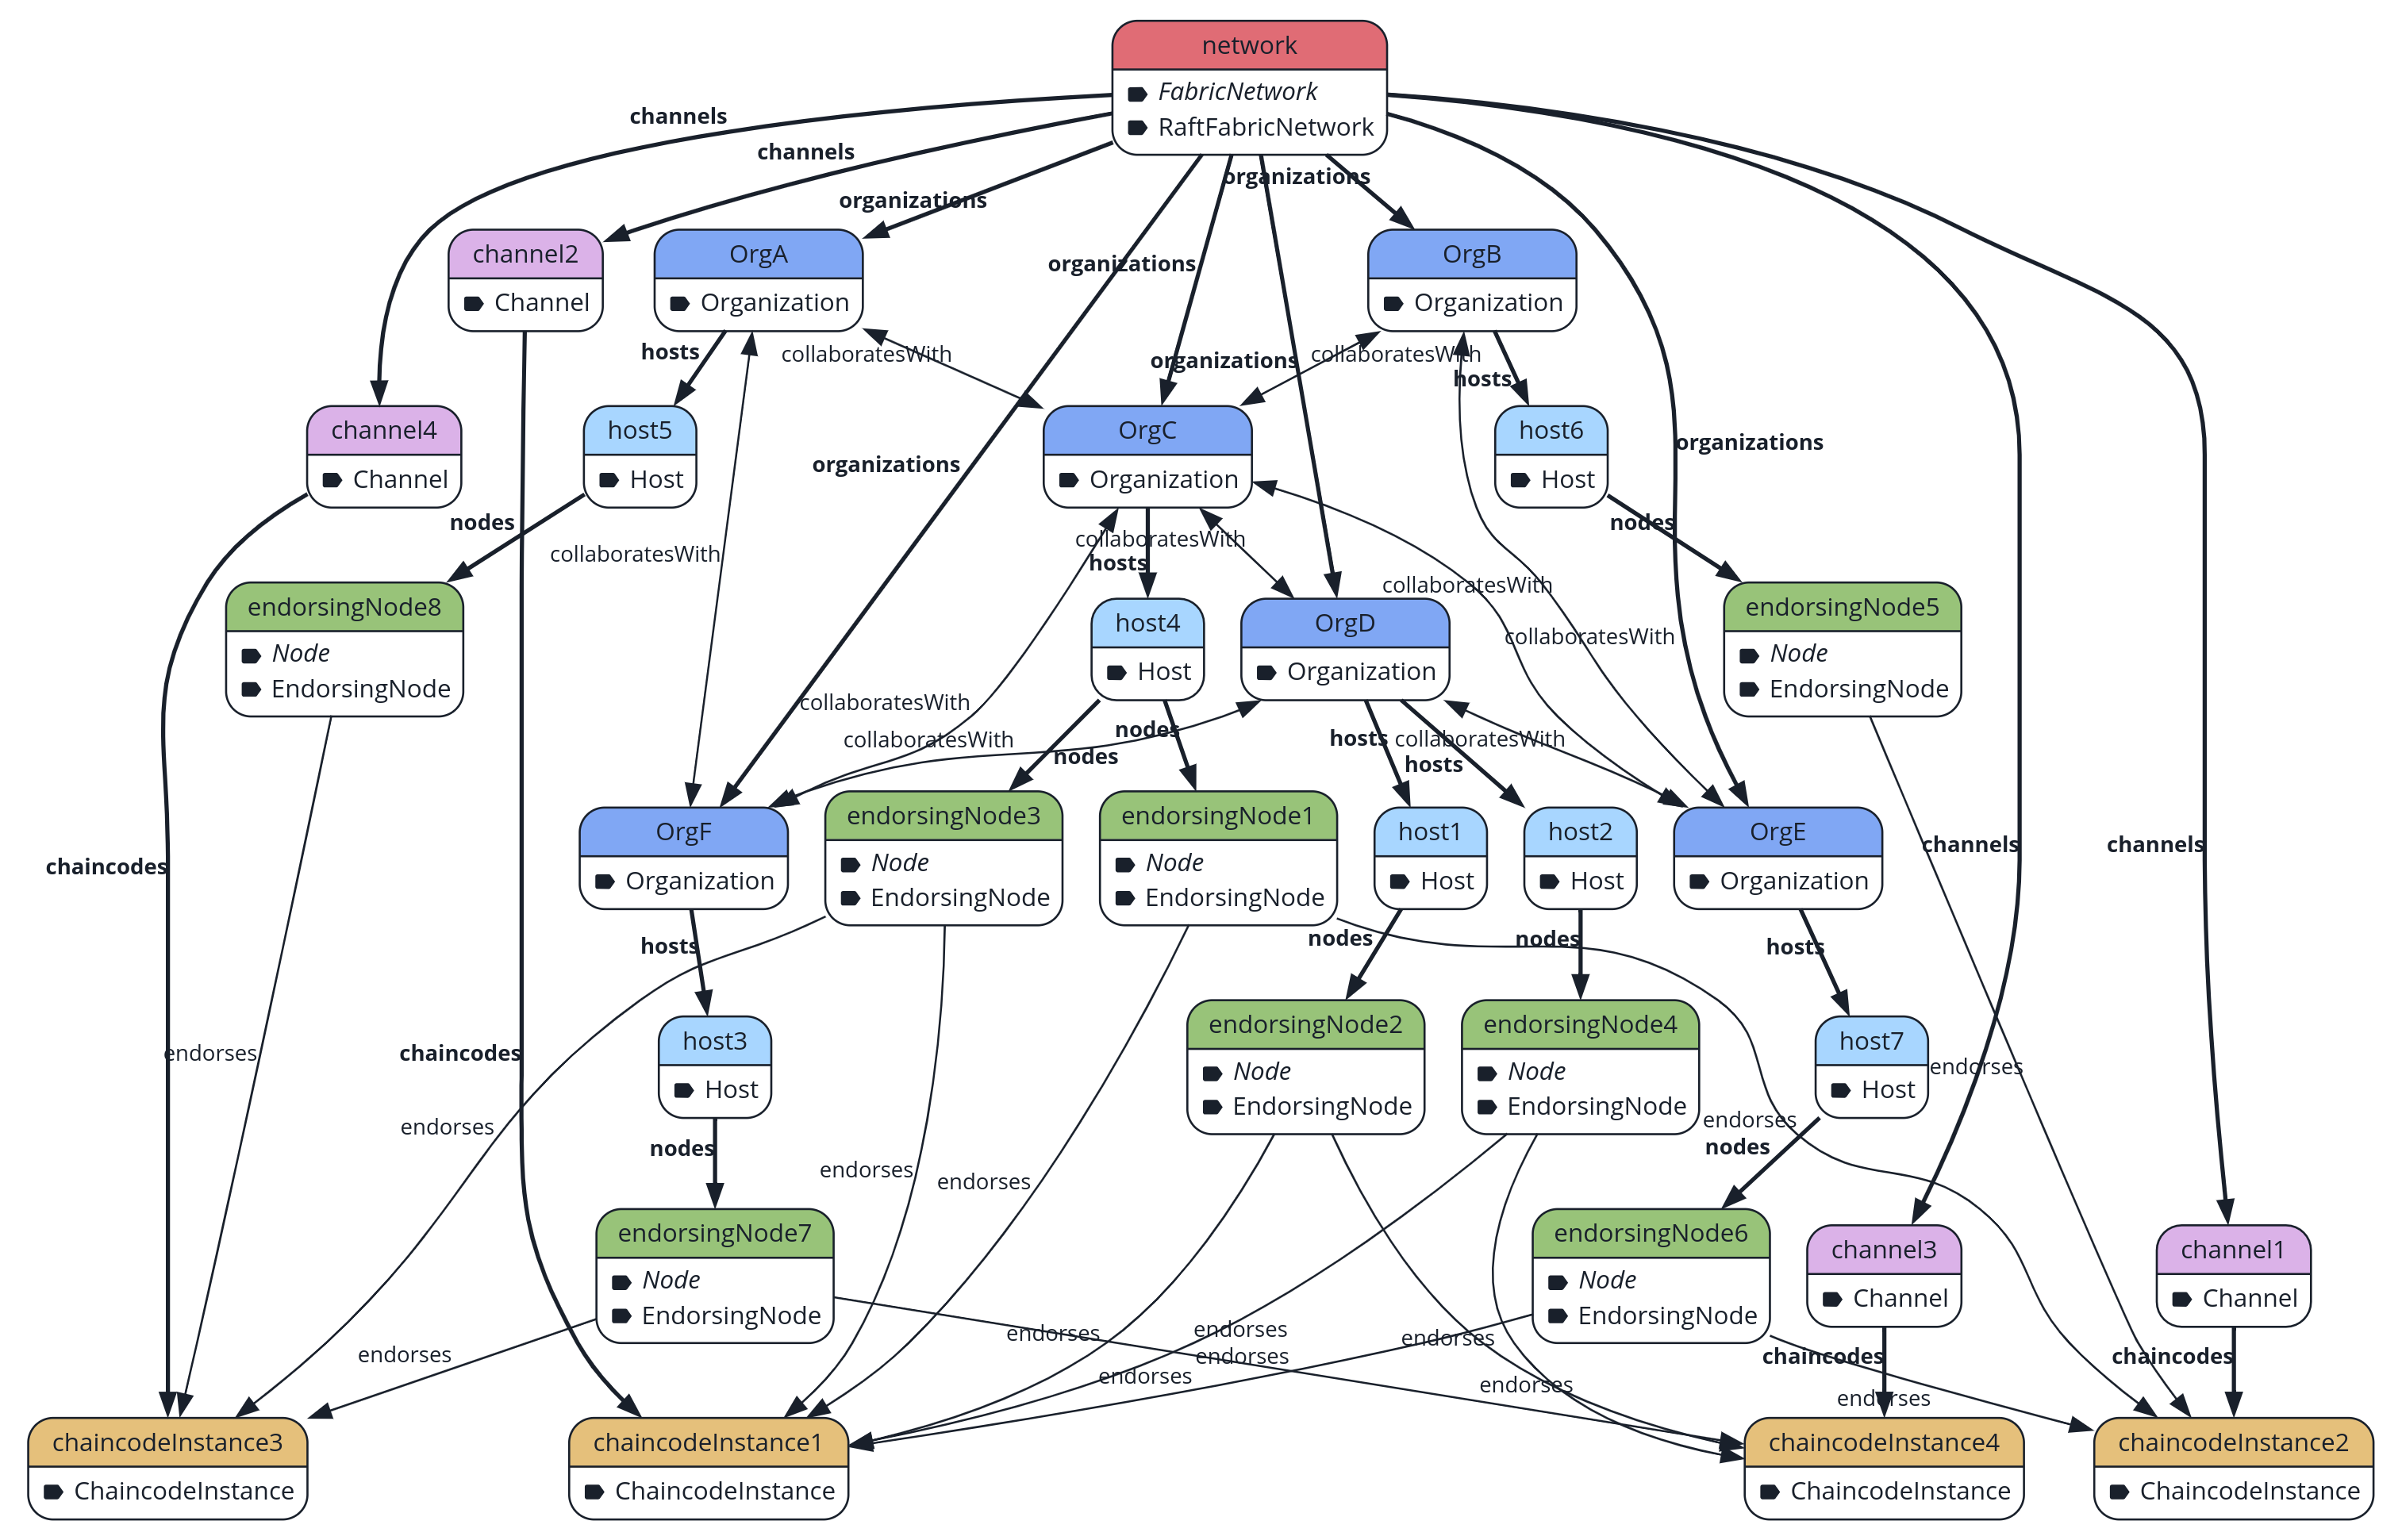 network
FabricNetwork
RaftFabricNetwork
channels
channels
organizations
organizations
channel2
Channel
OrgA
Organization
OrgB
Organization
organizations
hosts
collaboratesWith
organizations
collaboratesWith
hosts
channel4
Channel
host5
Host
OrgC
Organization
host6
Host
organizations
organizations
nodes
nodes
collaboratesWith
collaboratesWith
hosts
collaboratesWith
endorsingNode8
Node
EndorsingNode
host4
Host
OrgD
Organization
collaboratesWith
endorsingNode5
Node
EndorsingNode
collaboratesWith
collaboratesWith
nodes
nodes
hosts
collaboratesWith
hosts
OrgF
Organization
endorsingNode3
Node
EndorsingNode
endorsingNode1
Node
EndorsingNode
host1
Host
host2
Host
OrgE
Organization
channels
channels
chaincodes
hosts
nodes
nodes
hosts
chaincodes
endorses
host3
Host
endorsingNode2
Node
EndorsingNode
endorsingNode4
Node
EndorsingNode
host7
Host
endorses
endorses
endorses
nodes
nodes
endorses
endorses
endorsingNode7
Node
EndorsingNode
endorsingNode6
Node
EndorsingNode
channel3
Channel
channel1
Channel
endorses
endorses
endorses
endorses
endorses
endorses
endorses
chaincodes
chaincodes
endorses
chaincodeInstance3
ChaincodeInstance
chaincodeInstance1
ChaincodeInstance
chaincodeInstance4
ChaincodeInstance
chaincodeInstance2
ChaincodeInstance